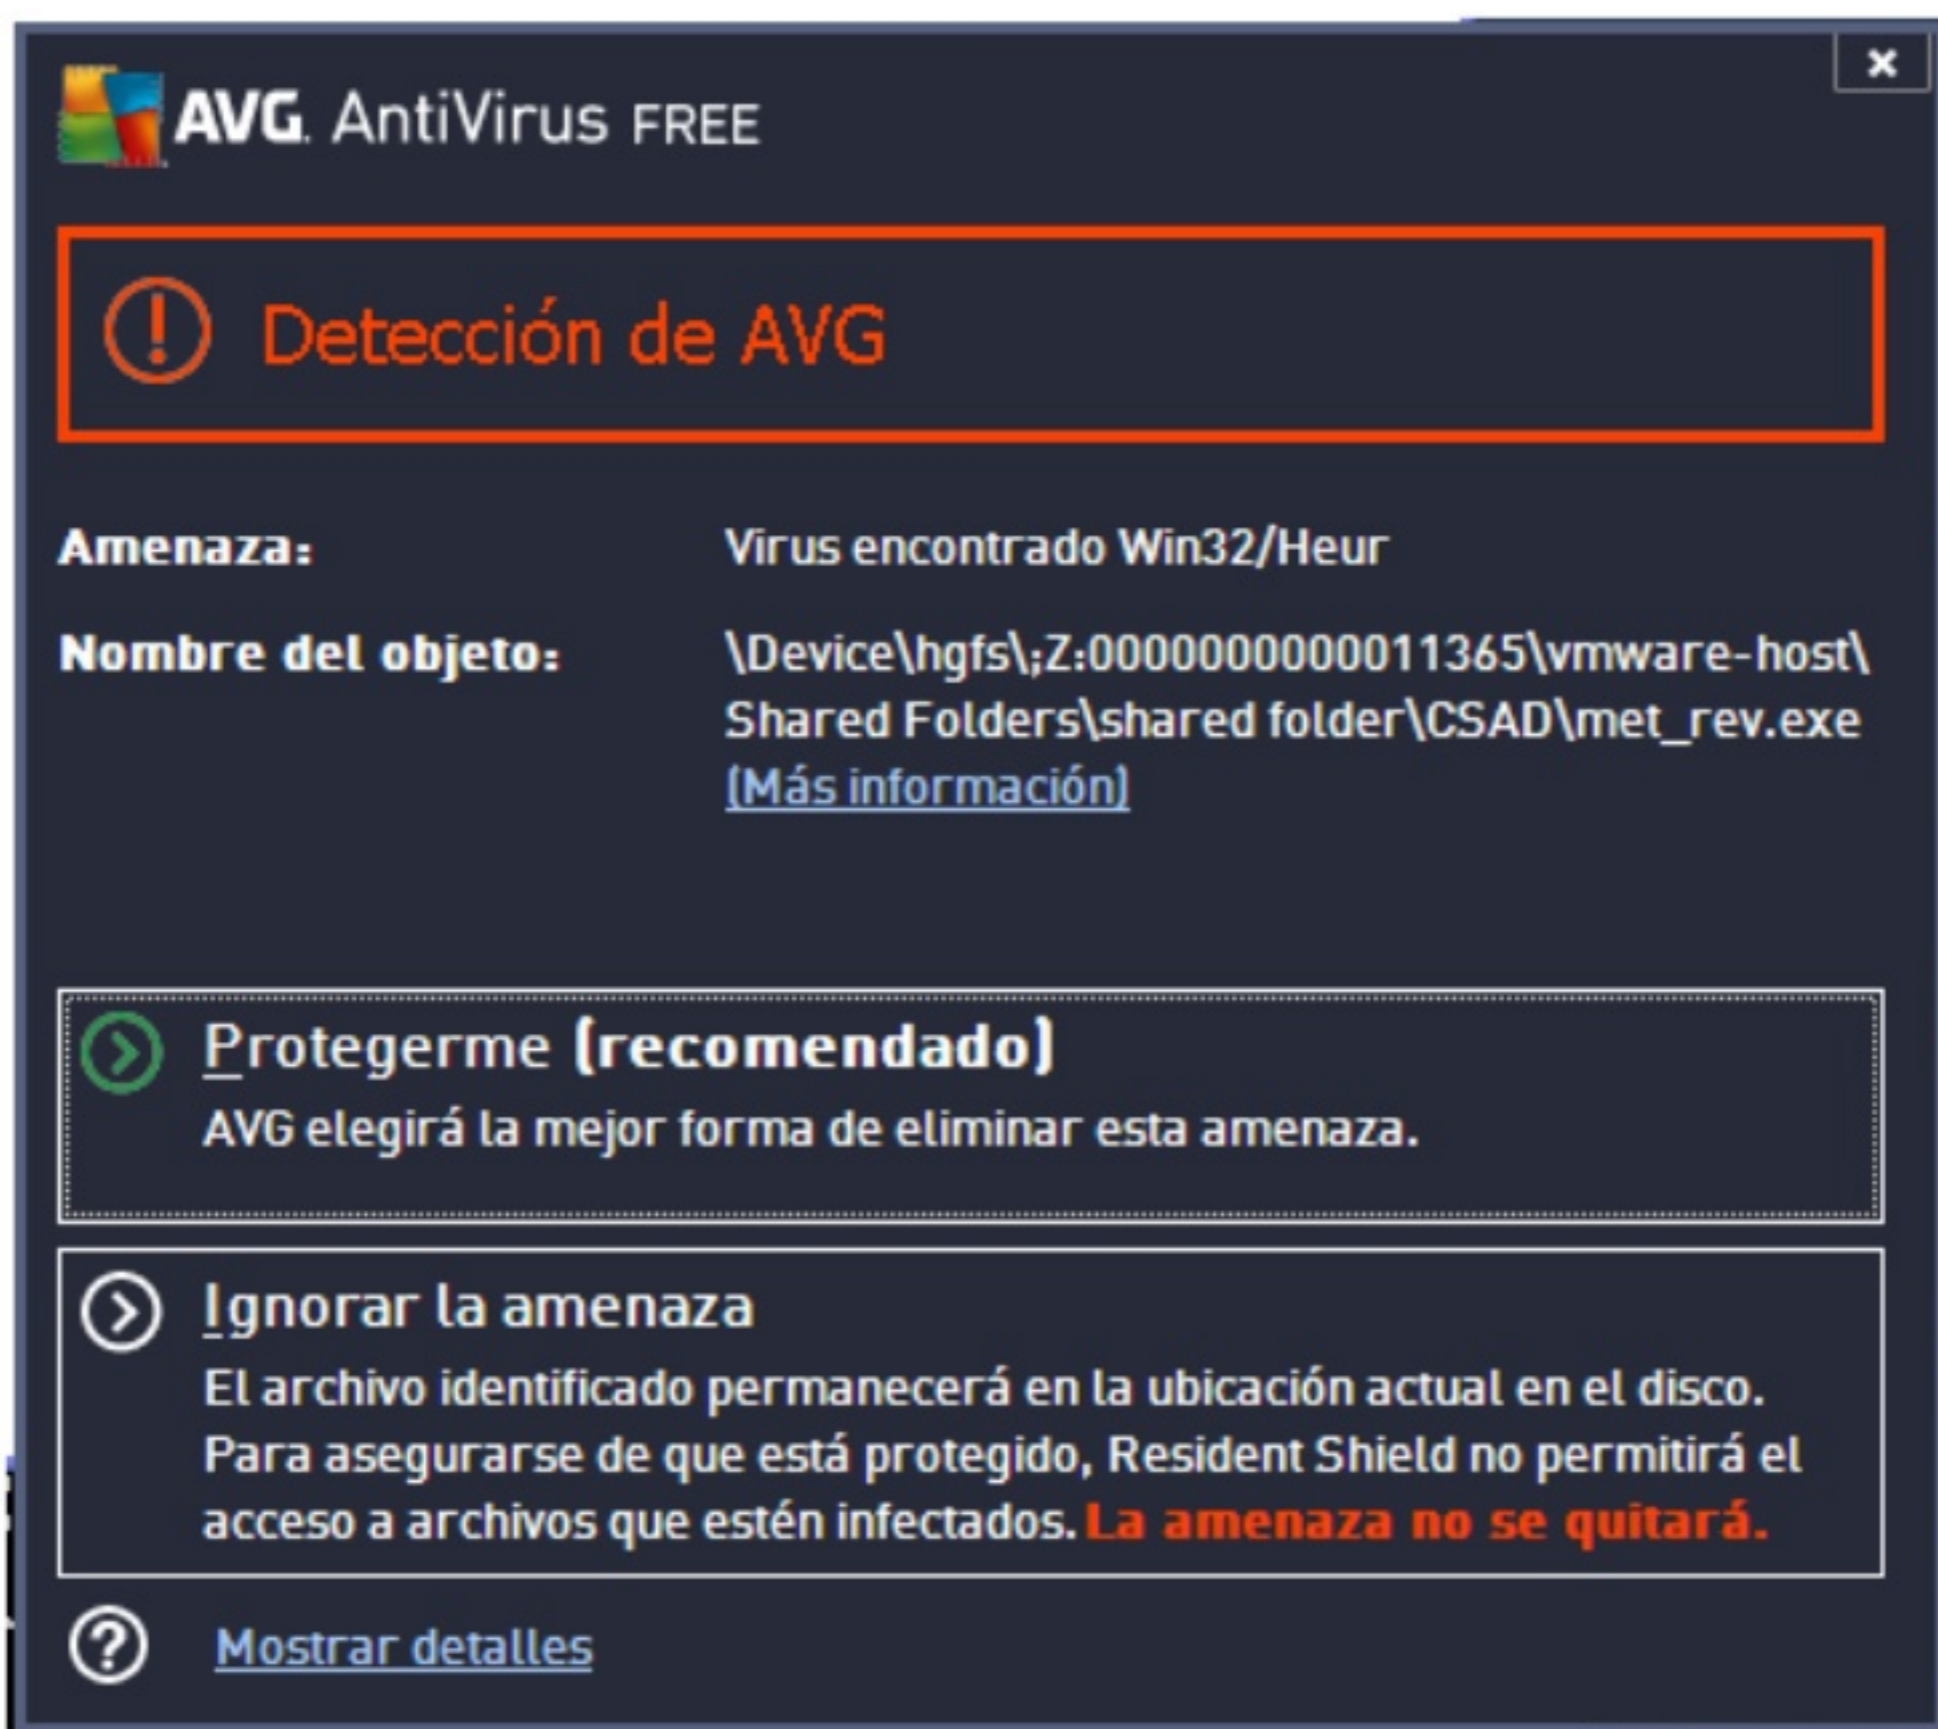 AVG. AntiVirus FREE
Detección de AVG
Amenaza: Virus encontrado Win32/Heur
Nombre del objeto: \Device\hgfs\;Z:0000000000011365\vmware-host\
Shared Folders\shared folder\CSAD\met_rev.exe
(Más información)
Protegerme (recomendado)
AVG elegirá la mejor forma de eliminar esta amenaza.
Ignorar la amenaza
El archivo identificado permanecerá en la ubicación actual en el disco.
Para asegurarse de que está protegido, Resident Shield no permitirá el
acceso a archivos que estén infectados. La amenaza no se quitará.
Mostrar detalles